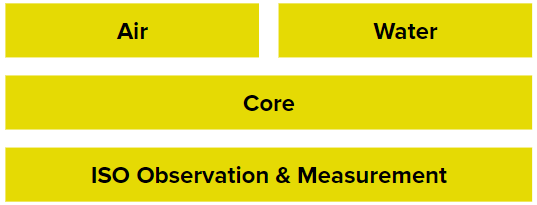 Air
Water
Core
ISO Observation & Measurement